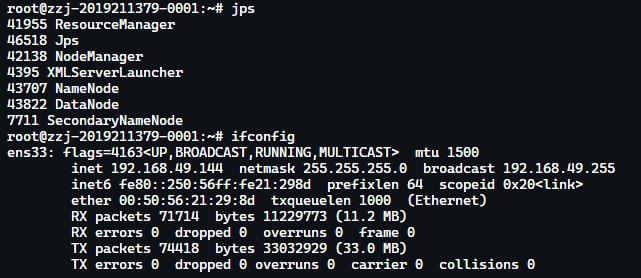 root@zzj-2019211379-0001:~# jps
41955 ResourceManager
46518 Jps
42138 NodeManager
4395 XMLServerLauncher
43707 NameNode
43822 DataNode
7711 SecondaryNameNode
root@zzj-2019211379-0001:~# ifconfig
ens33: flags=4163<UP,BROADCAST,RUNNING,MULTICAST>  mtu 1500
        inet 192.168.49.144  netmask 255.255.255.0  broadcast 192.168.49.255
        inet6 fe80::250:56ff:fe21:298d  prefixlen 64  scopeid 0x20<link>
        ether 00:50:56:21:29:8d  txqueuelen 1000  (Ethernet)
        RX packets 71714  bytes 11229773 (11.2 MB)
        RX errors 0  dropped 0  overruns 0  frame 0
        TX packets 74418  bytes 33032929 (33.0 MB)
        TX errors 0  dropped 0 overruns 0  carrier 0  collisions 0